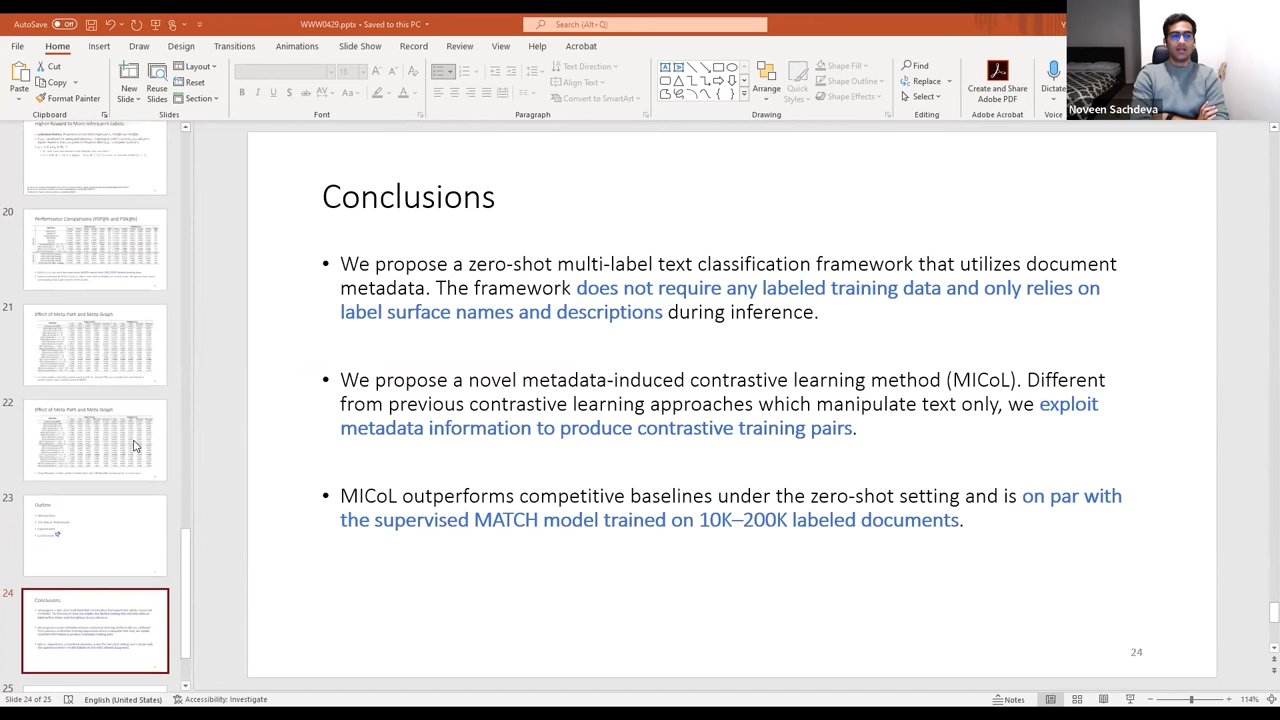 AutoSave Off WWW0429.pptx • Saved to this PC Search (Alt+Q)
File Home Insert Draw Design Transitions Animations Slide Show Record Review View Help Acrobat
Paste Cut Copy Format Painter
Clipboard
New Slide Reuse Slides Layout Reset Section
Slides
18
Font
Text Direction Align Text Convert to SmartArt
Paragraph
Arrange Quick Styles Shape Fill Shape Outline Shape Effects
Drawing
Find Replace Select
Editing
Create and Share Adobe PDF
Adobe Acrobat
Dictate
Voice
Noveen Sachdeva
Higher Reward to More Infrequent Labels
20
Performance Comparisons (PSP@k and PSN@k)
21
Effect of Meta-Path and Meta-Graph
22
Effect of Meta-Path and Meta-Graph
23
Outline
24
Conclusions
25
Conclusions
• We propose a zero-shot multi-label text classification framework that utilizes document
metadata. The framework does not require any labeled training data and only relies on
label surface names and descriptions during inference.
• We propose a novel metadata-induced contrastive learning method (MICoL). Different
from previous contrastive learning approaches which manipulate text only, we exploit
metadata information to produce contrastive training pairs.
• MICoL outperforms competitive baselines under the zero-shot setting and is on par with
the supervised MATCH model trained on 10K–200K labeled documents.
24
Slide 24 of 25 English (United States) Accessibility: Investigate Notes 114%